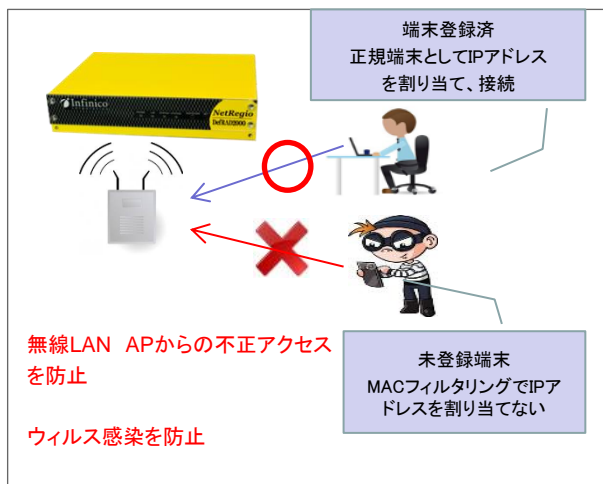 端末登録済
正規端末としてIPアドレス
を割り当て、接続
Infinico
NetRegio
DefRAD2000
無線LAN　APからの不正アクセス
を防止
ウィルス感染を防止
未登録端末
MACフィルタリングでIPア
ドレスを割り当てない